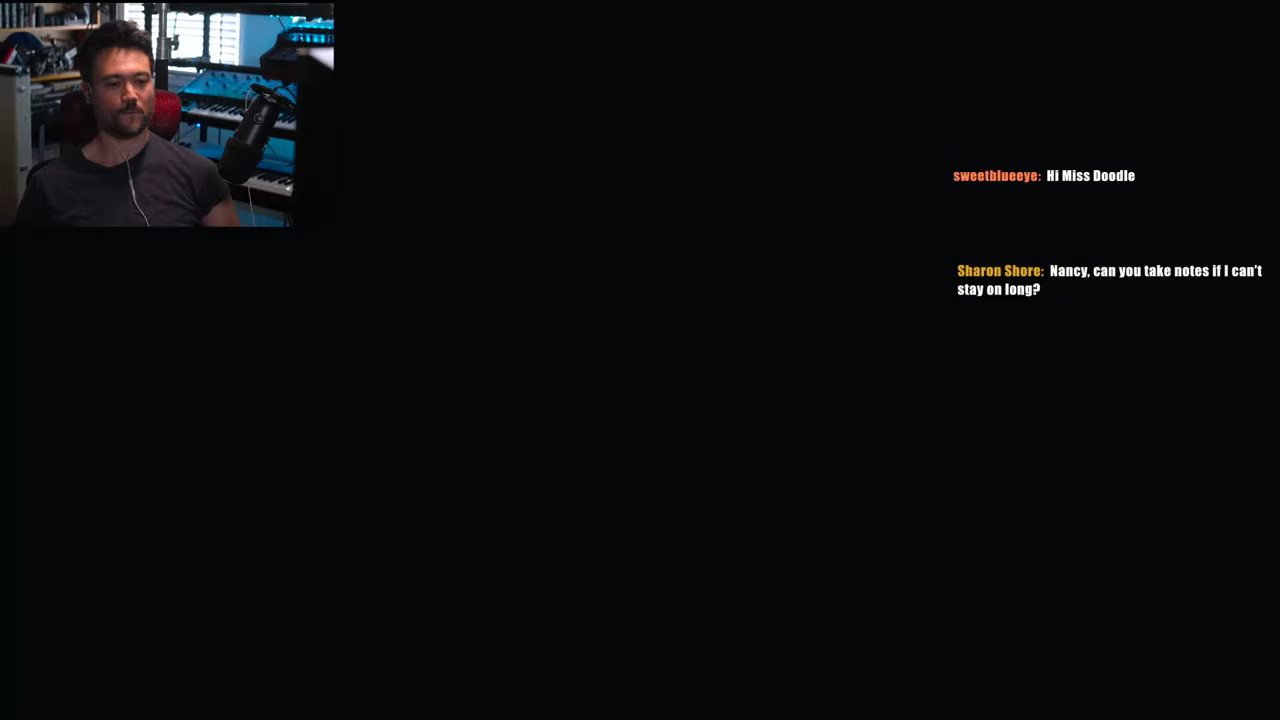 sweetblueeye: Hi Miss Doodle
Sharon Shore: Nancy, can you take notes if I can't
stay on long?